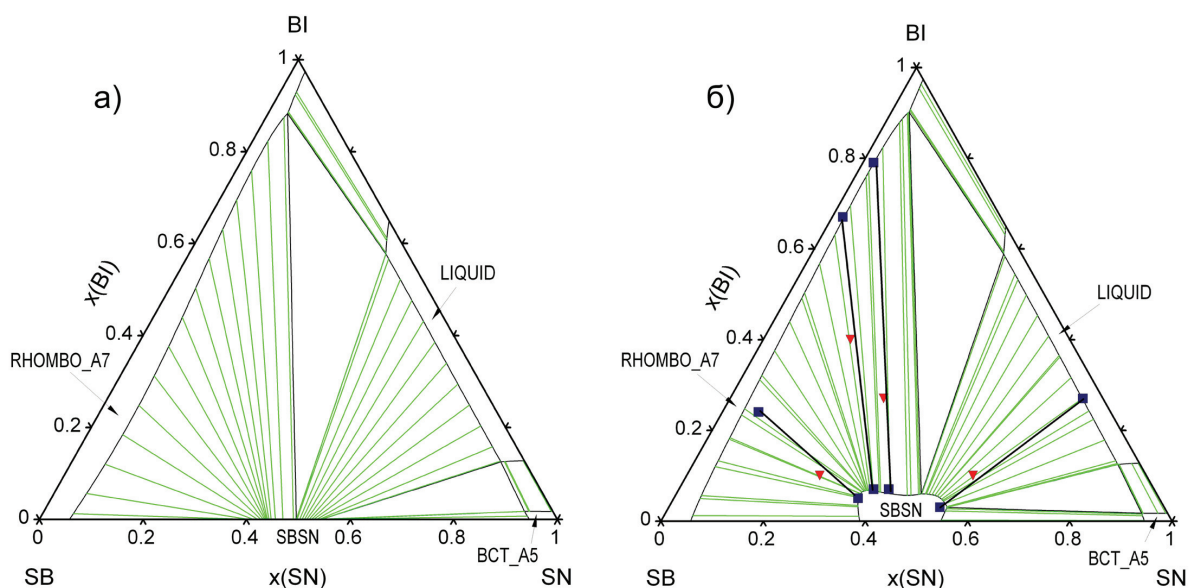 а)
BI
1
0.8
0.6
x(BI)
LIQUID
0.4
RHOMBO_A7
0.2
0
0
0.2
0.4
SBSN
0.6
0.8
1
BCT_A5
SB
x(SN)
SN
б)
BI
1
0.8
0.6
x(BI)
LIQUID
0.4
RHOMBO_A7
0.2
SBSN
0
0
0.2
0.4
0.6
0.8
1
BCT_A5
SB
x(SN)
SN